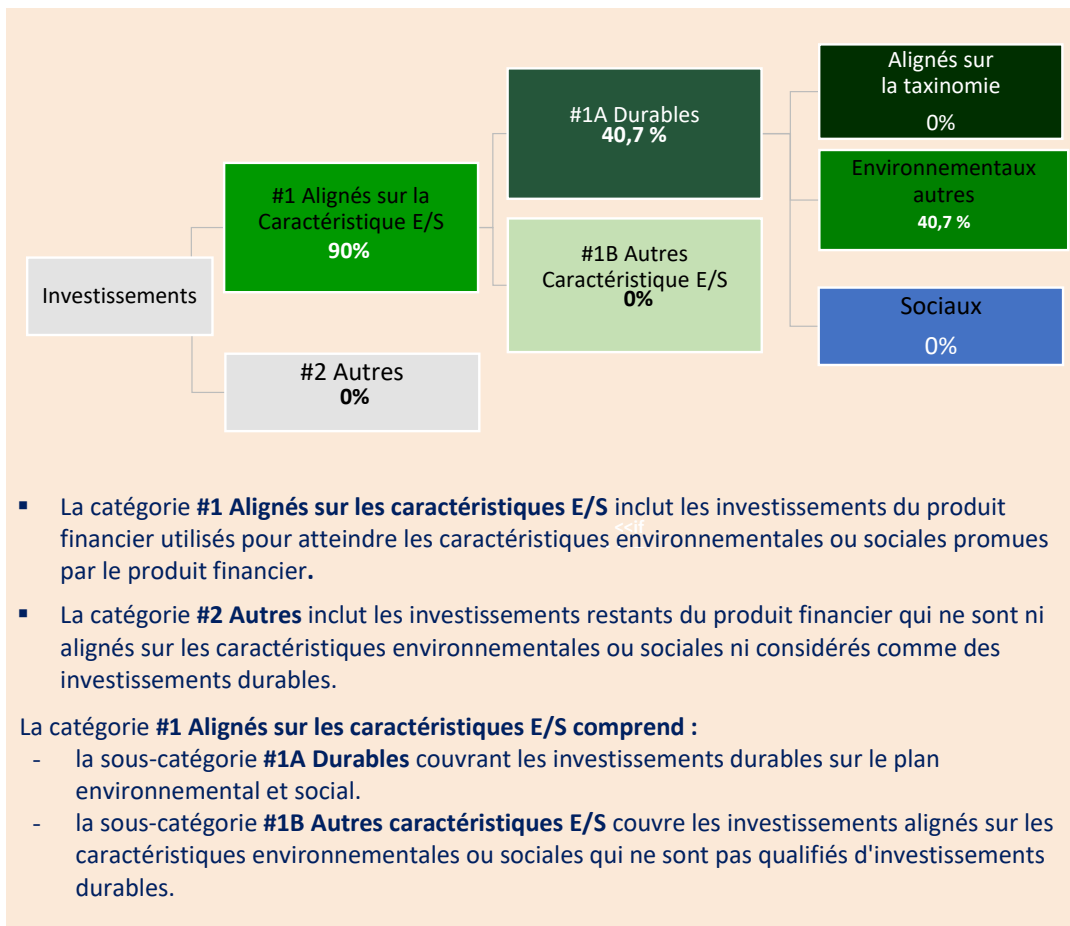 Investissements
#1 Alignés sur la
Caractéristique E/S
90%
#2 Autres
0%
#1A Durables
40,7 %
#1B Autres
Caractéristique E/S
0%
Alignés sur
la taxinomie
0%
Environnementaux
autres
40,7 %
Sociaux
0%
▪ La catégorie #1 Alignés sur les caractéristiques E/S inclut les investissements du produit
<<if
financier utilisés pour atteindre les caractéristiques environnementales ou sociales promues
par le produit financier.
▪ La catégorie #2 Autres inclut les investissements restants du produit financier qui ne sont ni
alignés sur les caractéristiques environnementales ou sociales ni considérés comme des
investissements durables.
La catégorie #1 Alignés sur les caractéristiques E/S comprend :
- la sous-catégorie #1A Durables couvrant les investissements durables sur le plan
environnemental et social.
- la sous-catégorie #1B Autres caractéristiques E/S couvre les investissements alignés sur les
caractéristiques environnementales ou sociales qui ne sont pas qualifiés d'investissements
durables.